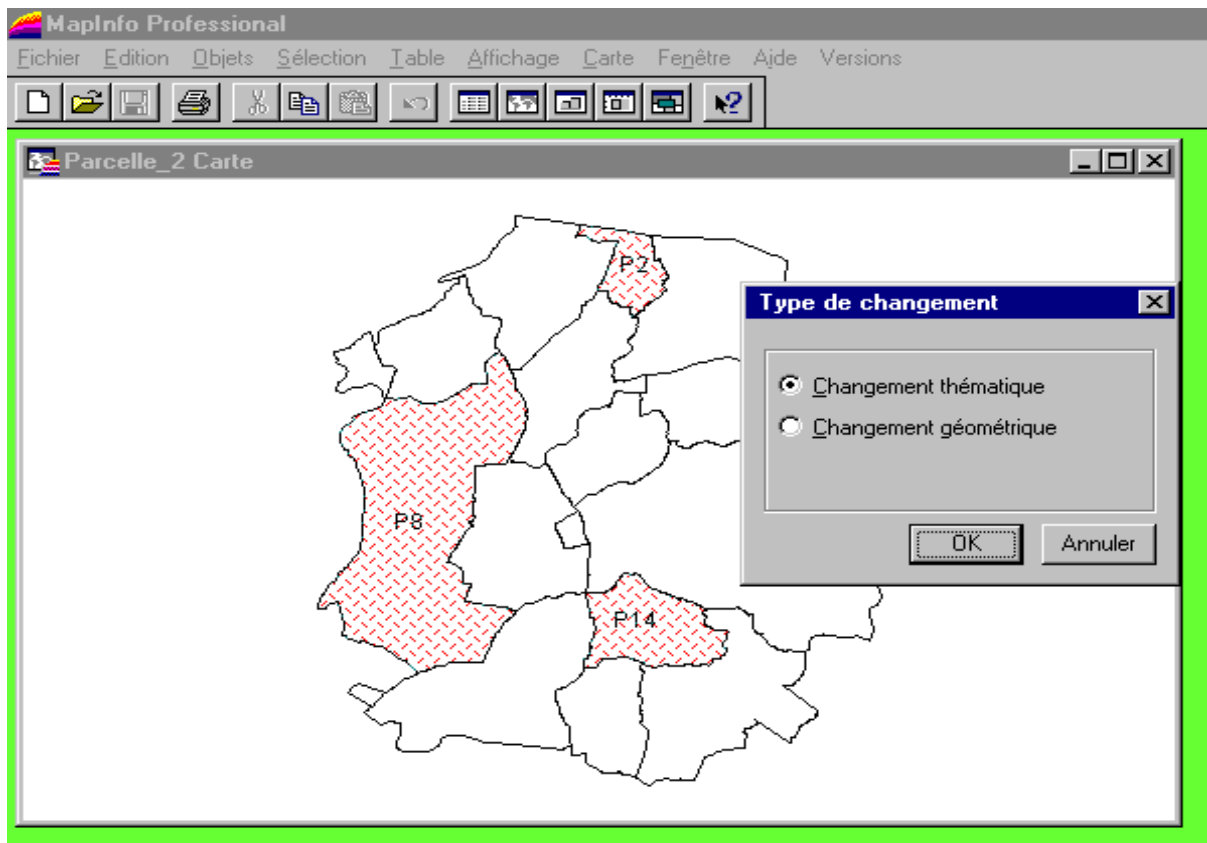 MapInfo Professional
Fichier Edition Objets Sélection Table Affichage Carte Fenêtre Aide Versions
Parcelle_2 Carte
P2
Type de changement
Changement thématique
Changement géométrique
P8
OK Annuler
P14